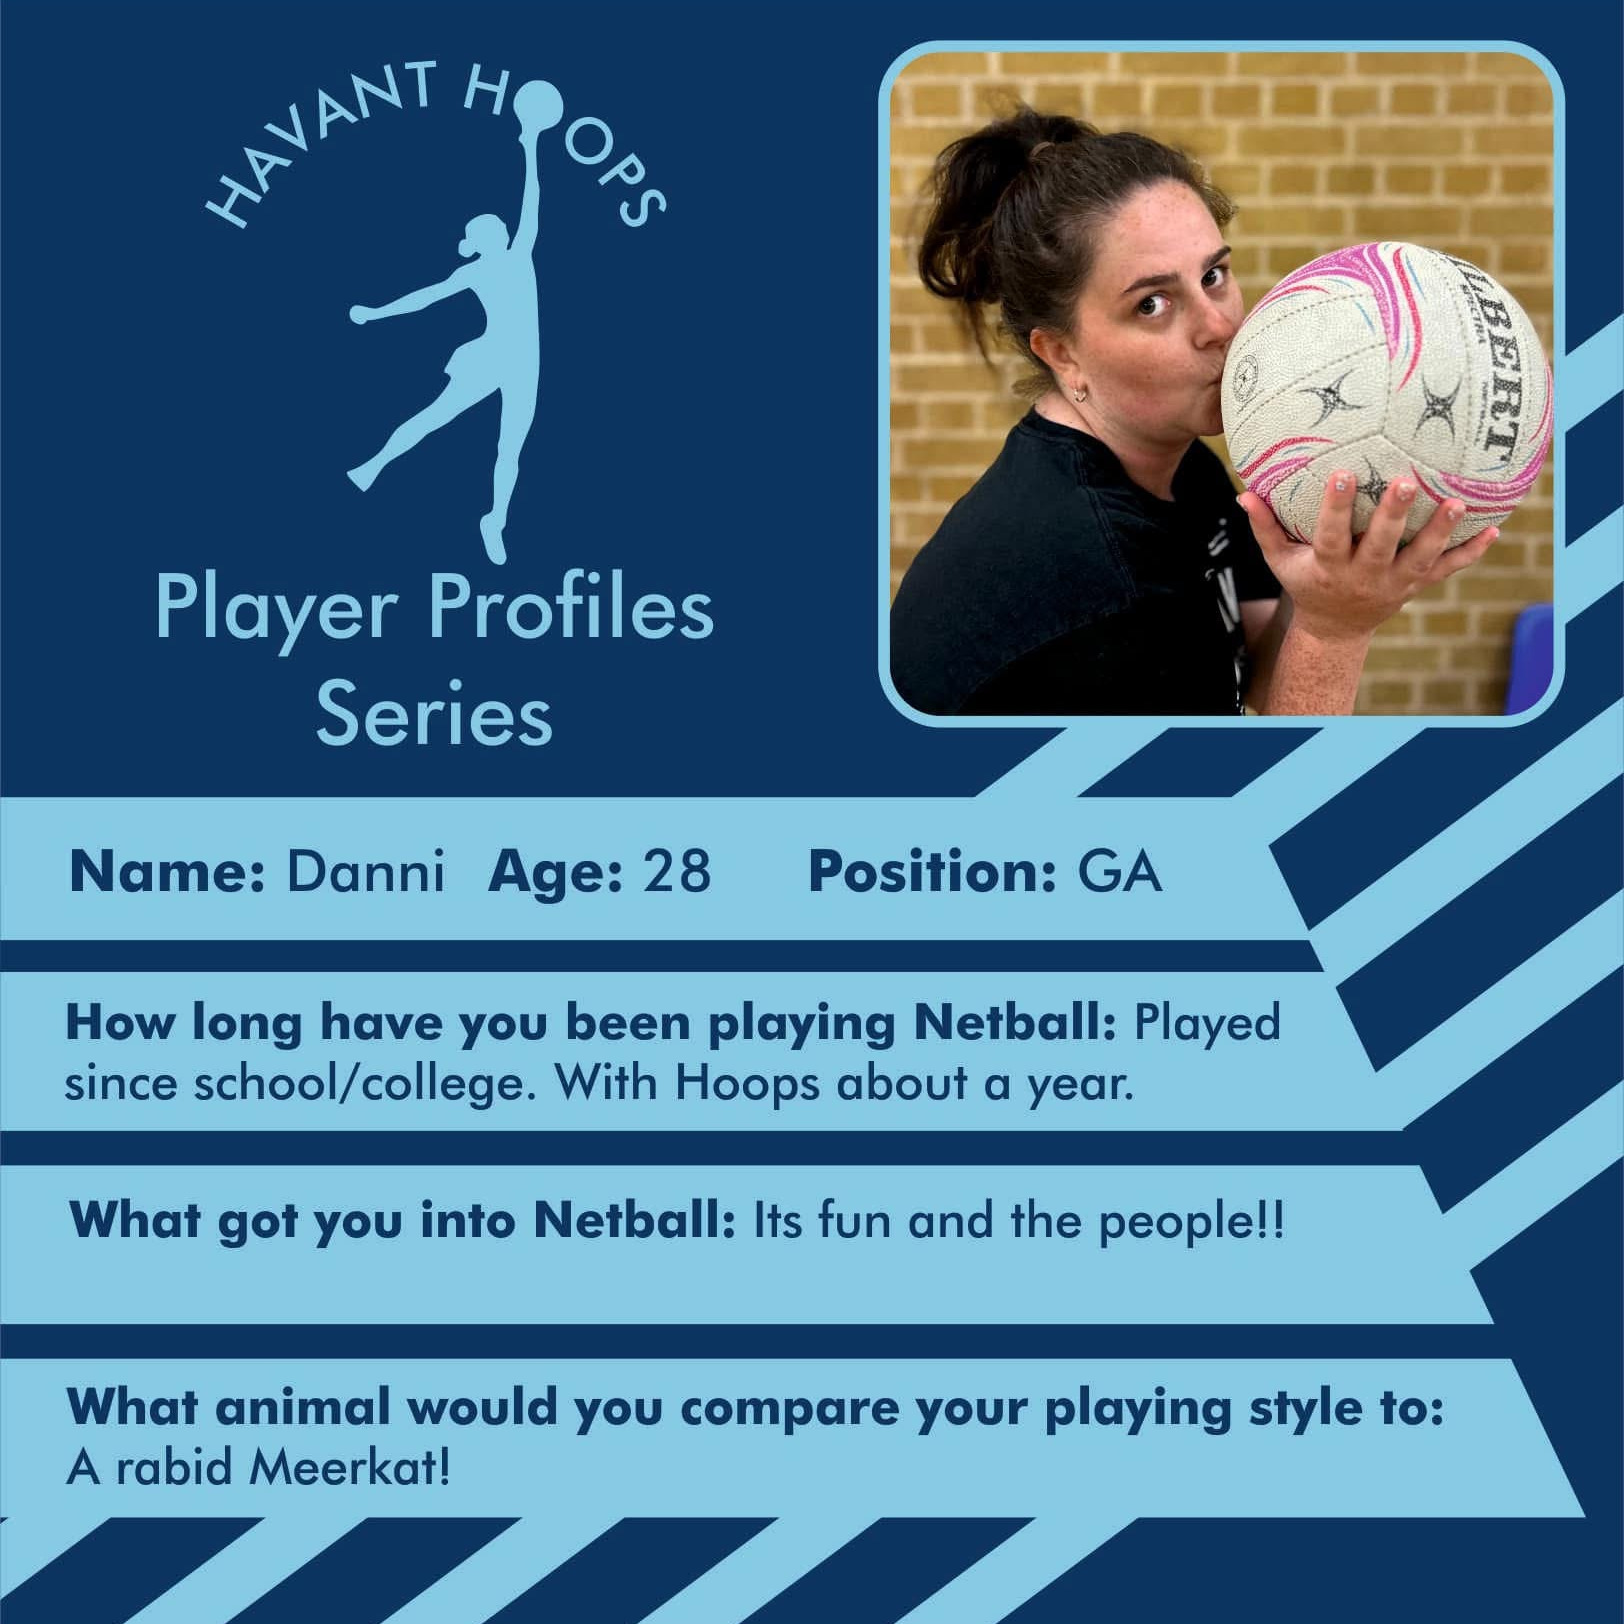 HAVANT HOOPS
Player Profiles
Series
Name: Danni Age: 28 Position: GA
How long have you been playing Netball: Played
since school/college. With Hoops about a year.
What got you into Netball: Its fun and the people!!
What animal would you compare your playing style to:
A rabid Meerkat!